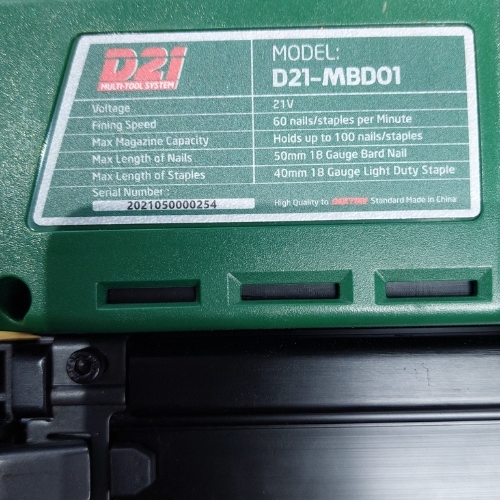 D21
MULTI-TOOL SYSTEM
MODEL:
D21-MBD01
Voltage 21V
Fining Speed 60 nails/staples per Minute
Max Magazine Capacity Holds up to 100 nails/staples
Max Length of Nails 50mm 18 Gauge Bard Nail
Max Length of Staples 40mm 18 Gauge Light Duty Staple
Serial Number:
2021050000254
High Quality to Standard Made in China